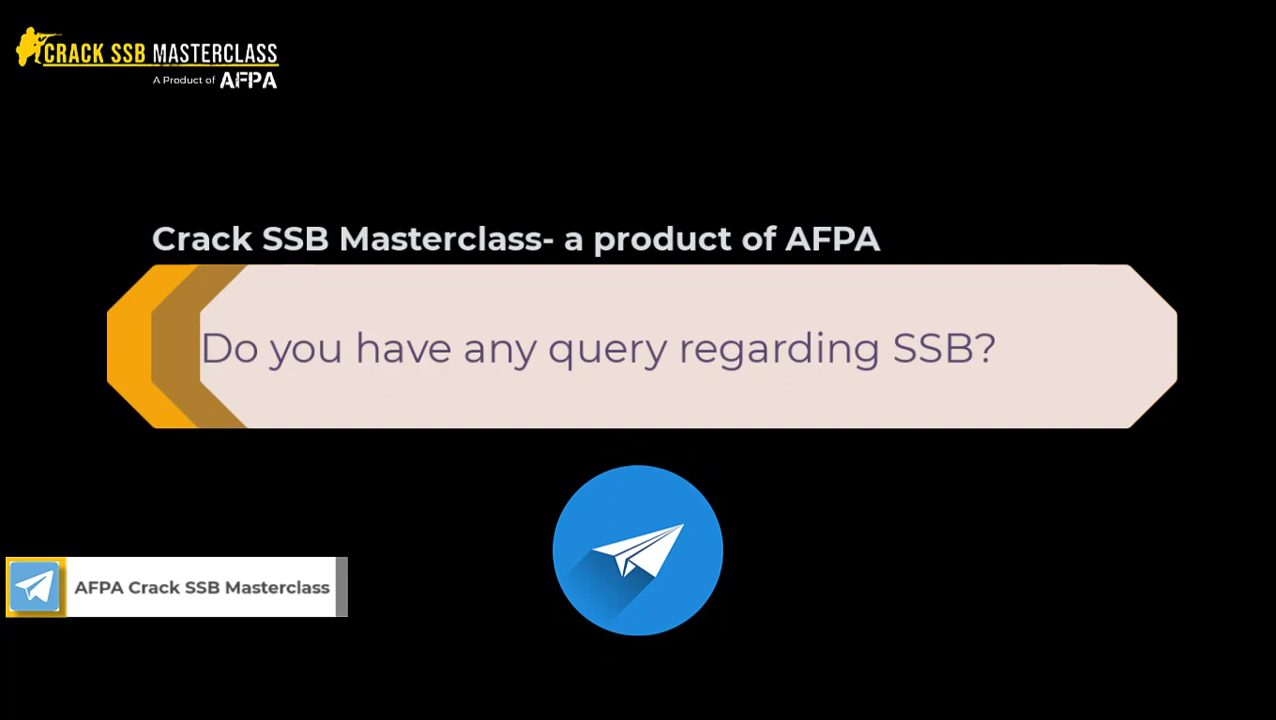 CRACK SSB MASTERCLASS
A Product of AFPA
Crack SSB Masterclass- a product of AFPA
Do you have any query regarding SSB?
AFPA Crack SSB Masterclass